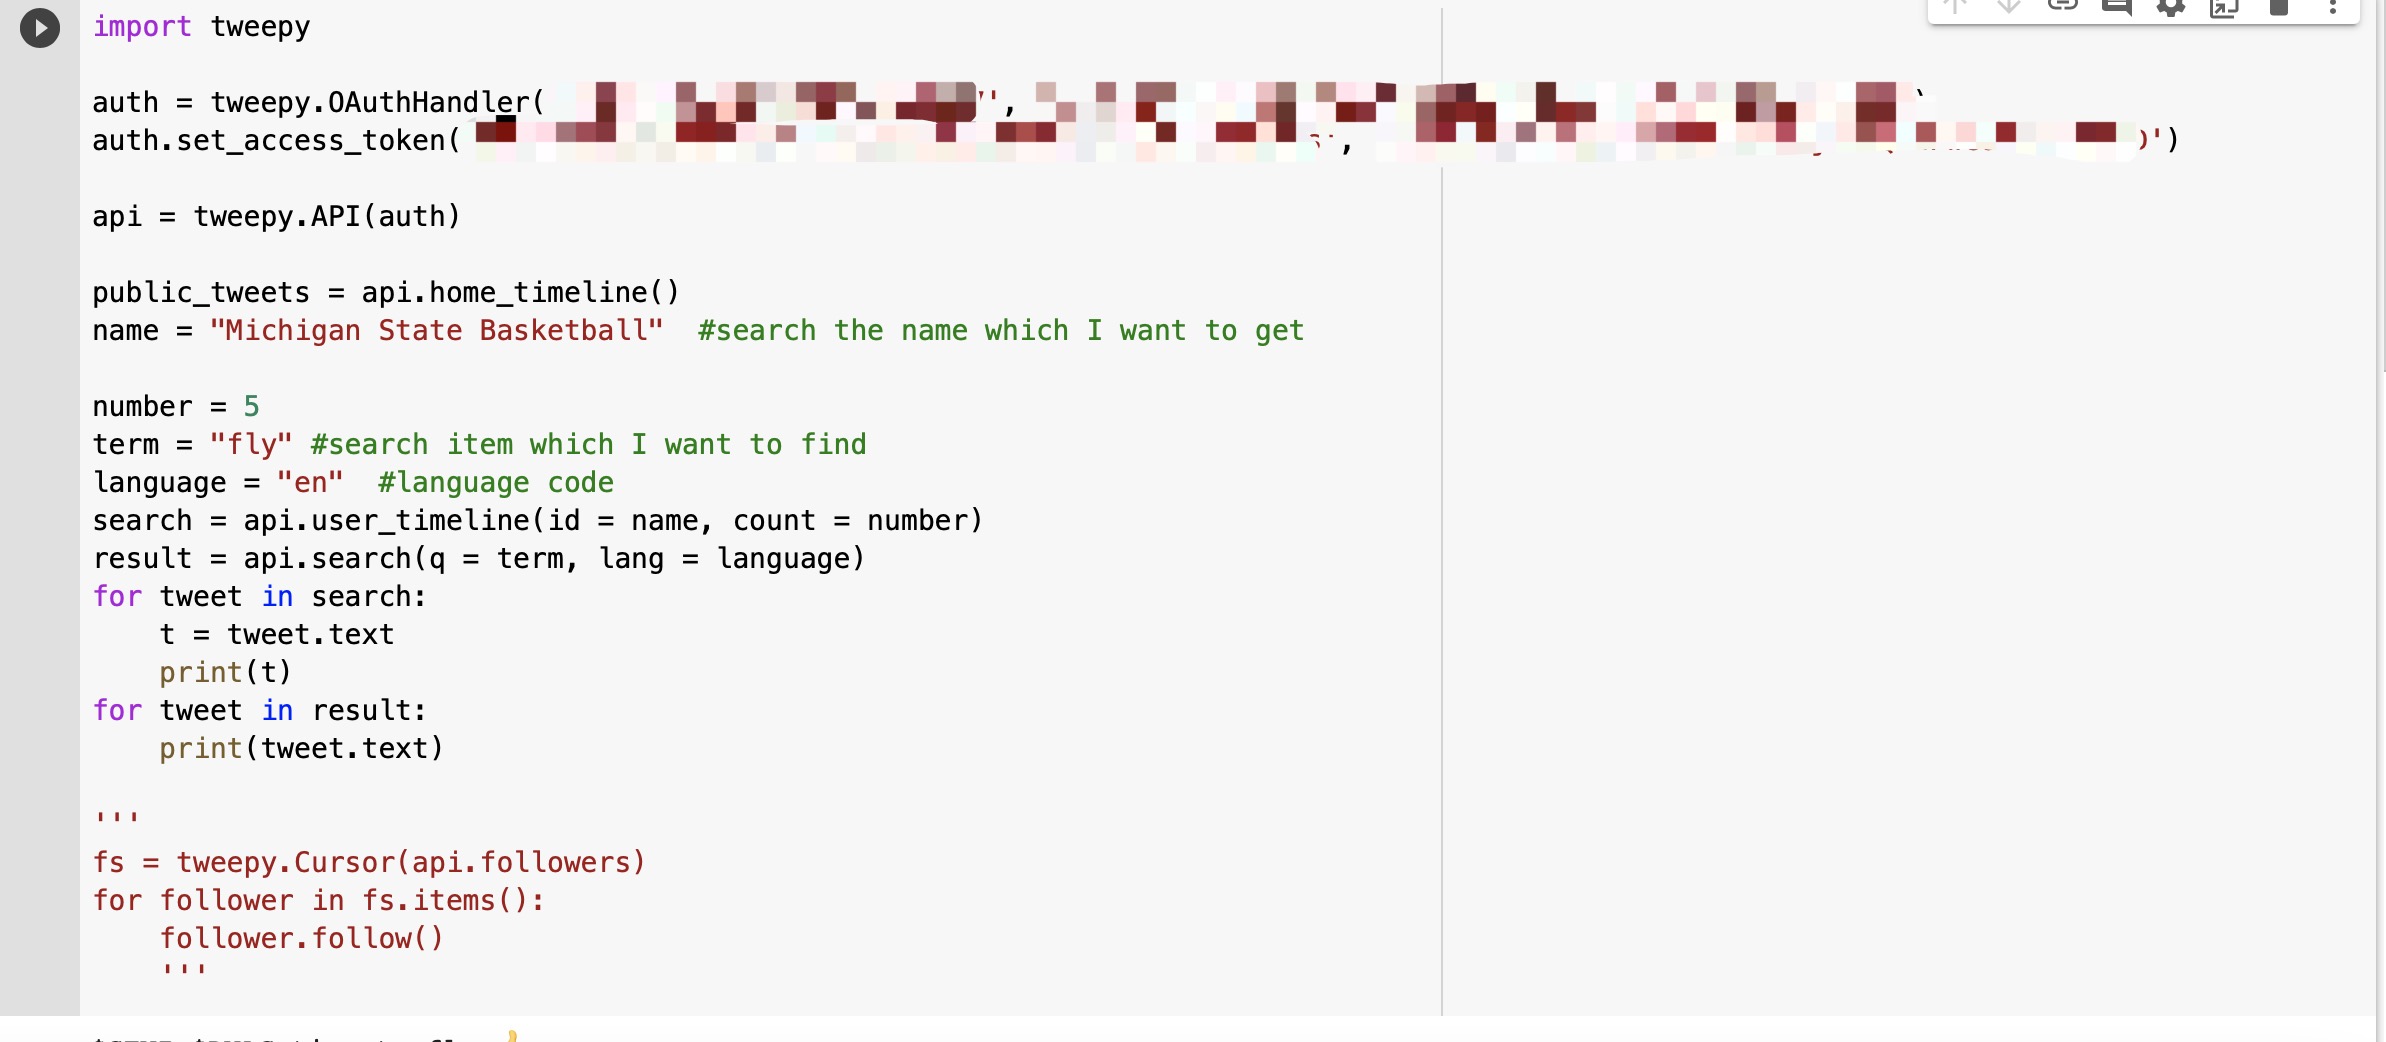 import tweepy
auth = tweepy.OAuthHandler( ',
auth.set_access_token( ', ')
api = tweepy.API(auth)
public_tweets = api.home_timeline()
name = "Michigan State Basketball"  #search the name which I want to get
number = 5
term = "fly" #search item which I want to find
language = "en"  #language code
search = api.user_timeline(id = name, count = number)
result = api.search(q = term, lang = language)
for tweet in search:
    t = tweet.text
    print(t)
for tweet in result:
    print(tweet.text)
'''
fs = tweepy.Cursor(api.followers)
for follower in fs.items():
    follower.follow()
    '''